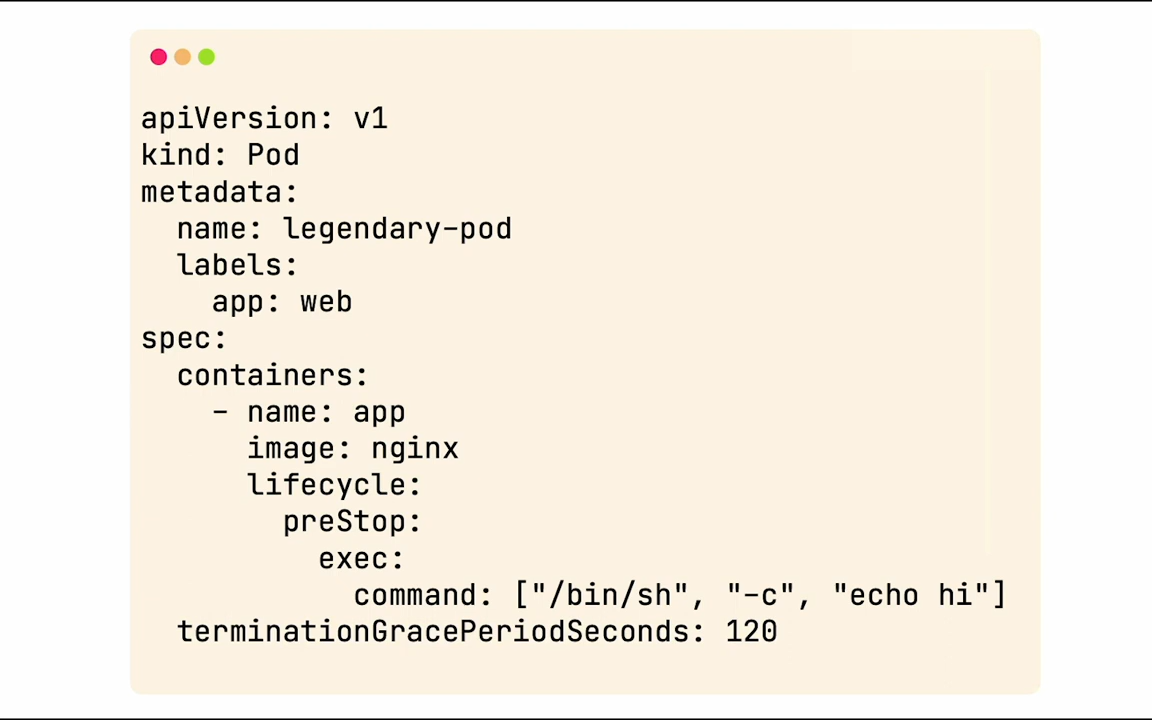 apiVersion: v1
kind: Pod
metadata:
  name: legendary-pod
  labels:
    app: web
spec:
  containers:
    - name: app
      image: nginx
      lifecycle:
        preStop:
          exec:
            command: ["/bin/sh", "-c", "echo hi"]
  terminationGracePeriodSeconds: 120